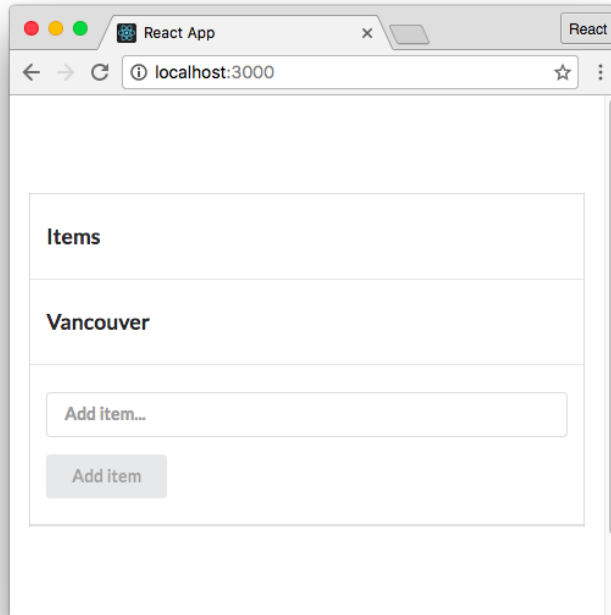 React App
React
localhost:3000
Items
Vancouver
Add item...
Add item